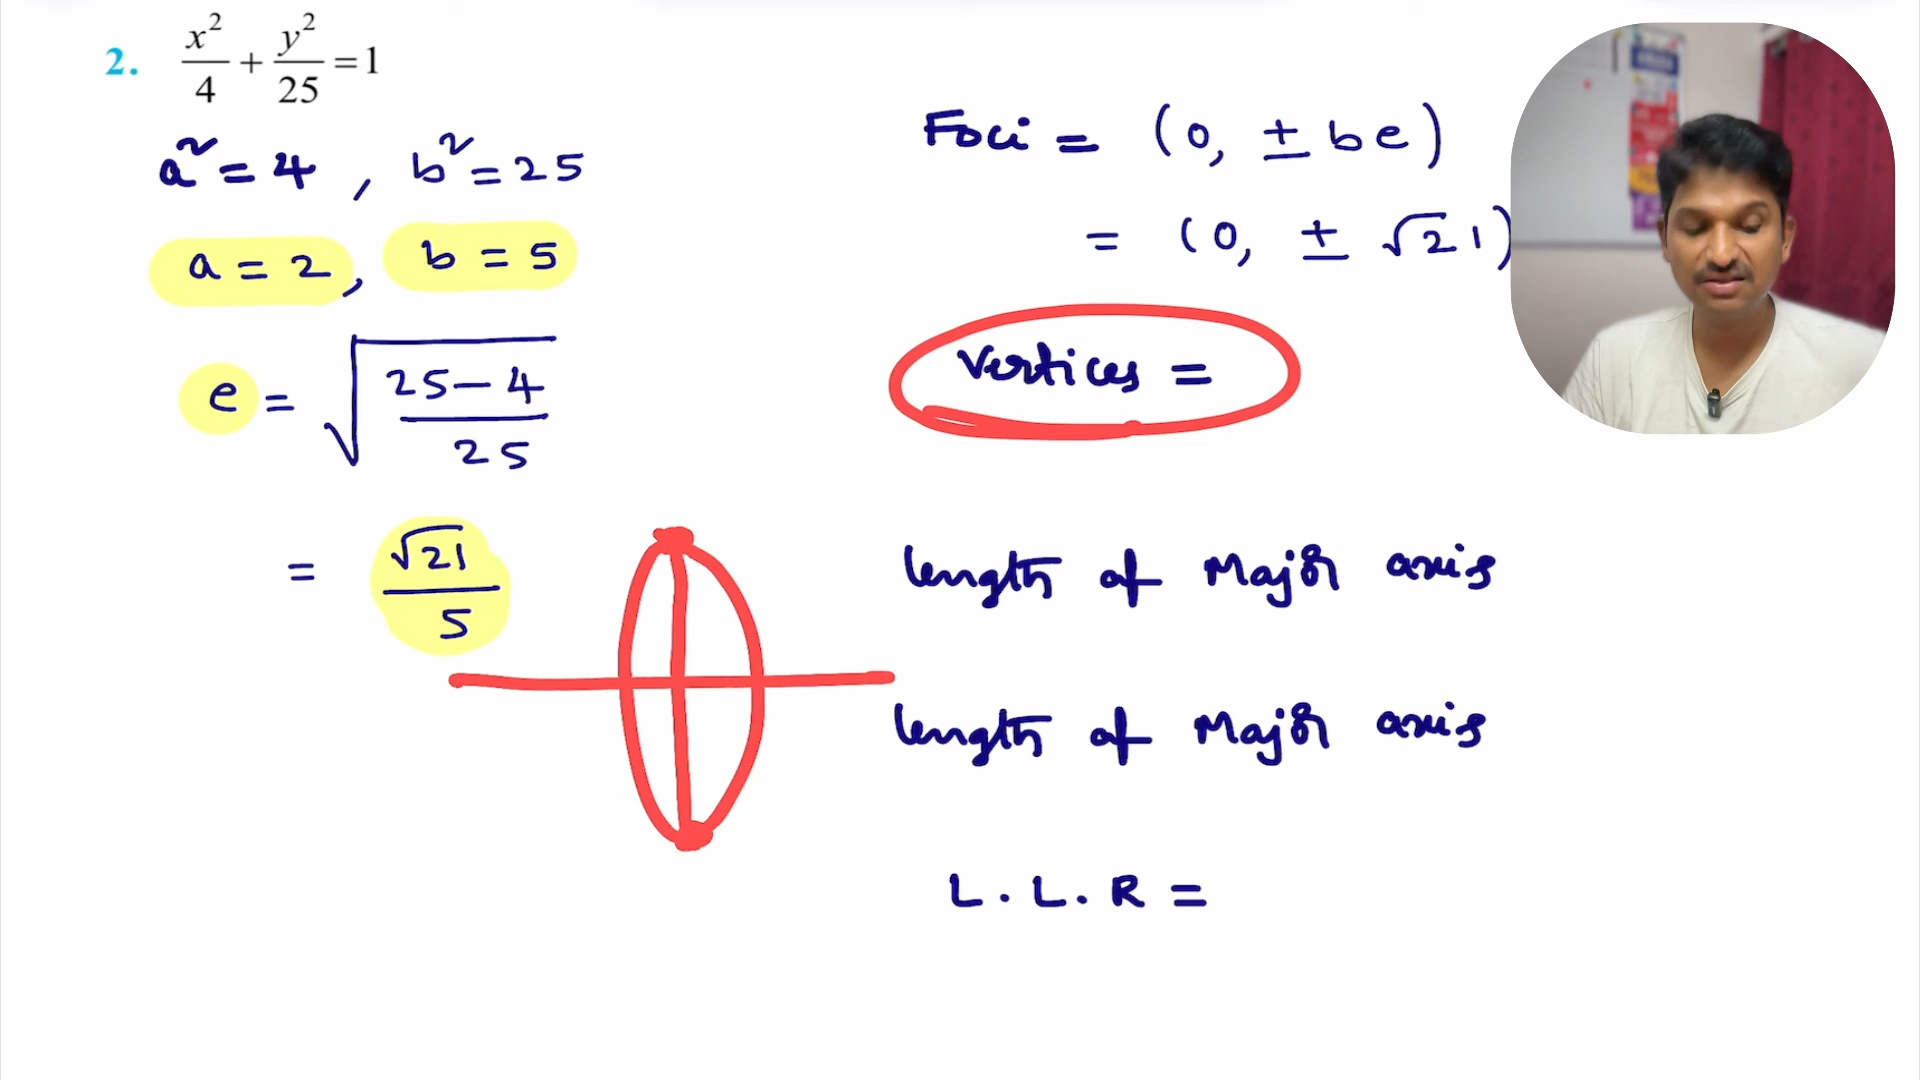 2. x²/4 + y²/25 = 1
a² = 4 , b² = 25
a = 2 , b = 5
e = √((25 – 4)/25)
= √21/5
Foci = (0, ± be)
= (0, ± √21)
Vertices =
length of Major axis
length of Major axis
L . L . R =